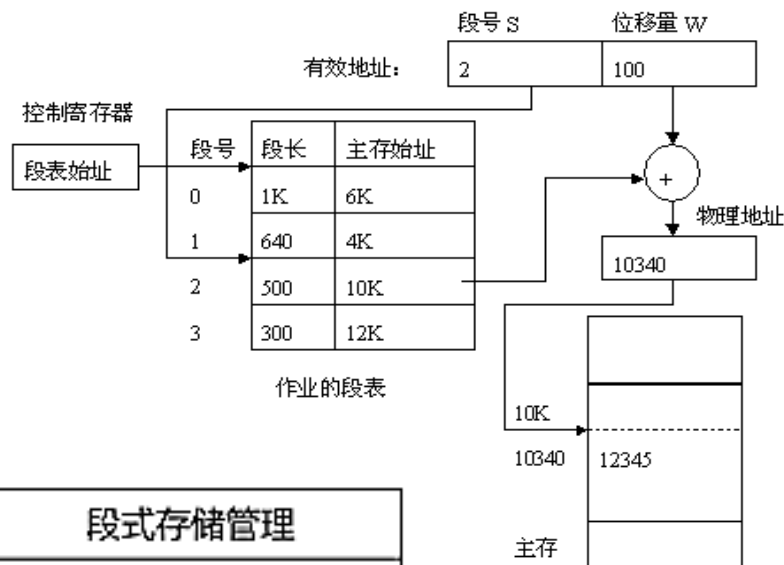 段号 S 位移量 W
有效地址： 2 100
控制寄存器
段表始址
段号 段长 主存始址
0 1K 6K
1 640 4K
2 500 10K
3 300 12K
作业的段表
+
物理地址
10340
10K
10340 12345
主存
段式存储管理